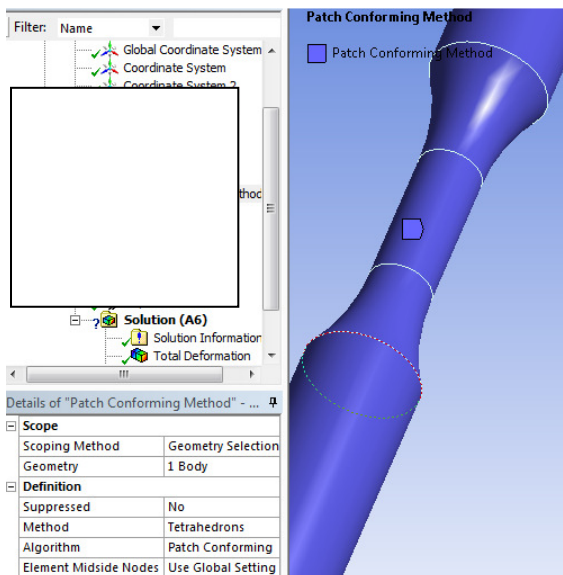 Filter: Name
Global Coordinate System
Coordinate System
Coordinate System 2
thod
Solution (A6)
Solution Information
Total Deformation
Details of "Patch Conforming Method" - ...
Scope
Scoping Method Geometry Selection
Geometry 1 Body
Definition
Suppressed No
Method Tetrahedrons
Algorithm Patch Conforming
Element Midside Nodes Use Global Setting
Patch Conforming Method
Patch Conforming Method